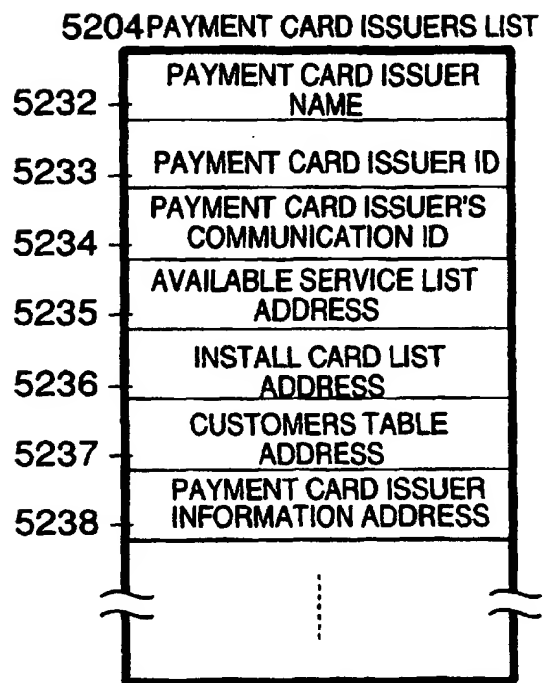 5204 PAYMENT CARD ISSUERS LIST
PAYMENT CARD ISSUER
5232 NAME
5233 PAYMENT CARD ISSUER ID
PAYMENT CARD ISSUER'S
5234 COMMUNICATION ID
AVAILABLE SERVICE LIST
5235 ADDRESS
INSTALL CARD LIST
5236 ADDRESS
CUSTOMERS TABLE
5237 ADDRESS
PAYMENT CARD ISSUER
5238 INFORMATION ADDRESS